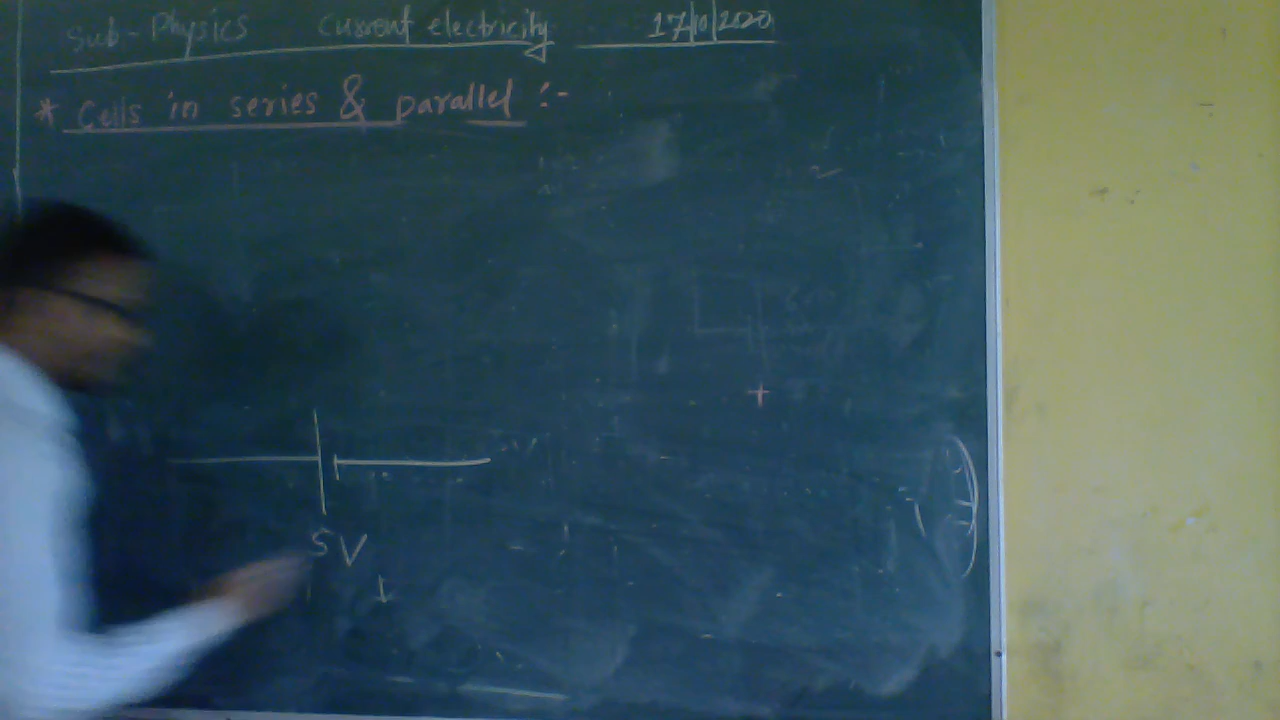 Sub-Physics Current electricity 17/10/2020
* Cells in series & parallel :-
+
5V